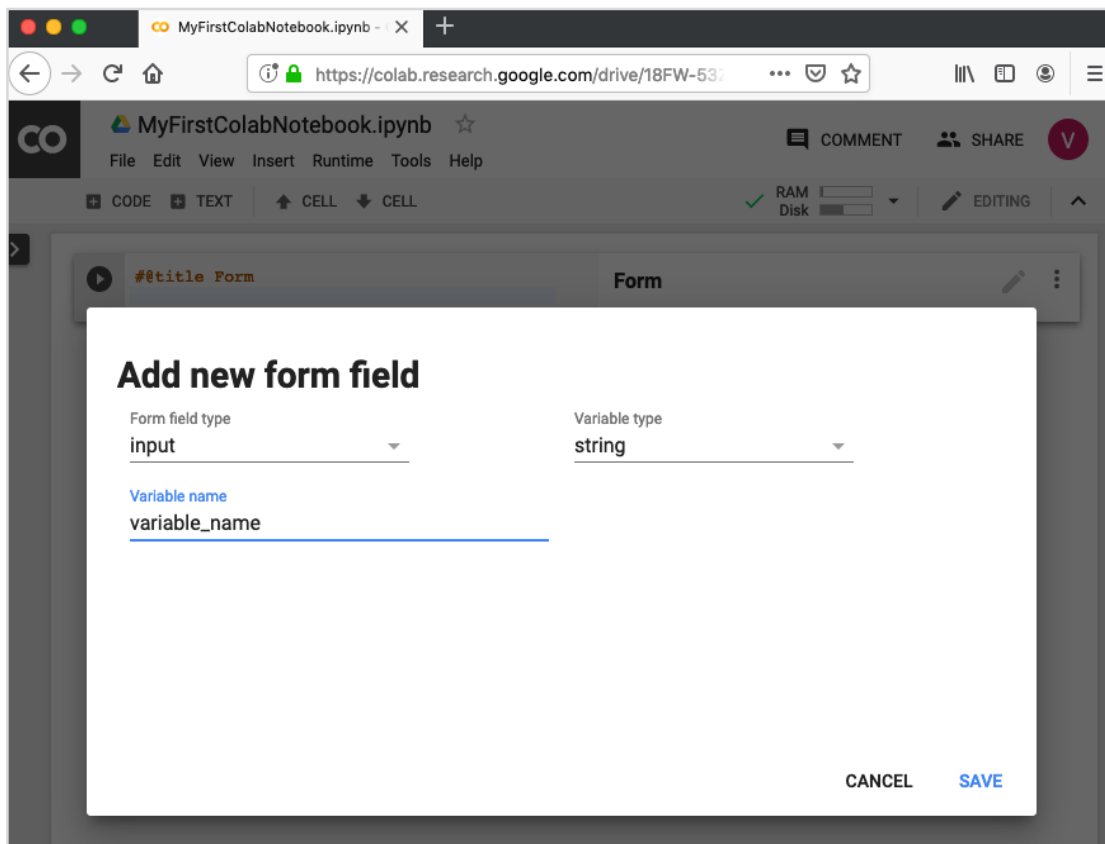 CO MyFirstColabNotebook.ipynb -
https://colab.research.google.com/drive/18FW-532
CO MyFirstColabNotebook.ipynb
COMMENT SHARE V
File Edit View Insert Runtime Tools Help
CODE TEXT CELL CELL RAM Disk EDITING
#@title Form
Form
Add new form field
Form field type Variable type
input string
Variable name
variable_name
CANCEL SAVE